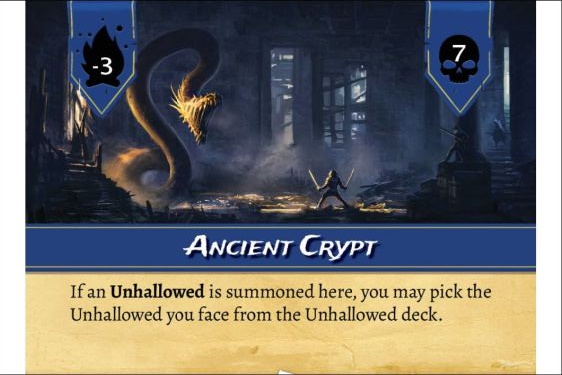 -3
7
Ancient Crypt
If an Unhallowed is summoned here, you may pick the
Unhallowed you face from the Unhallowed deck.